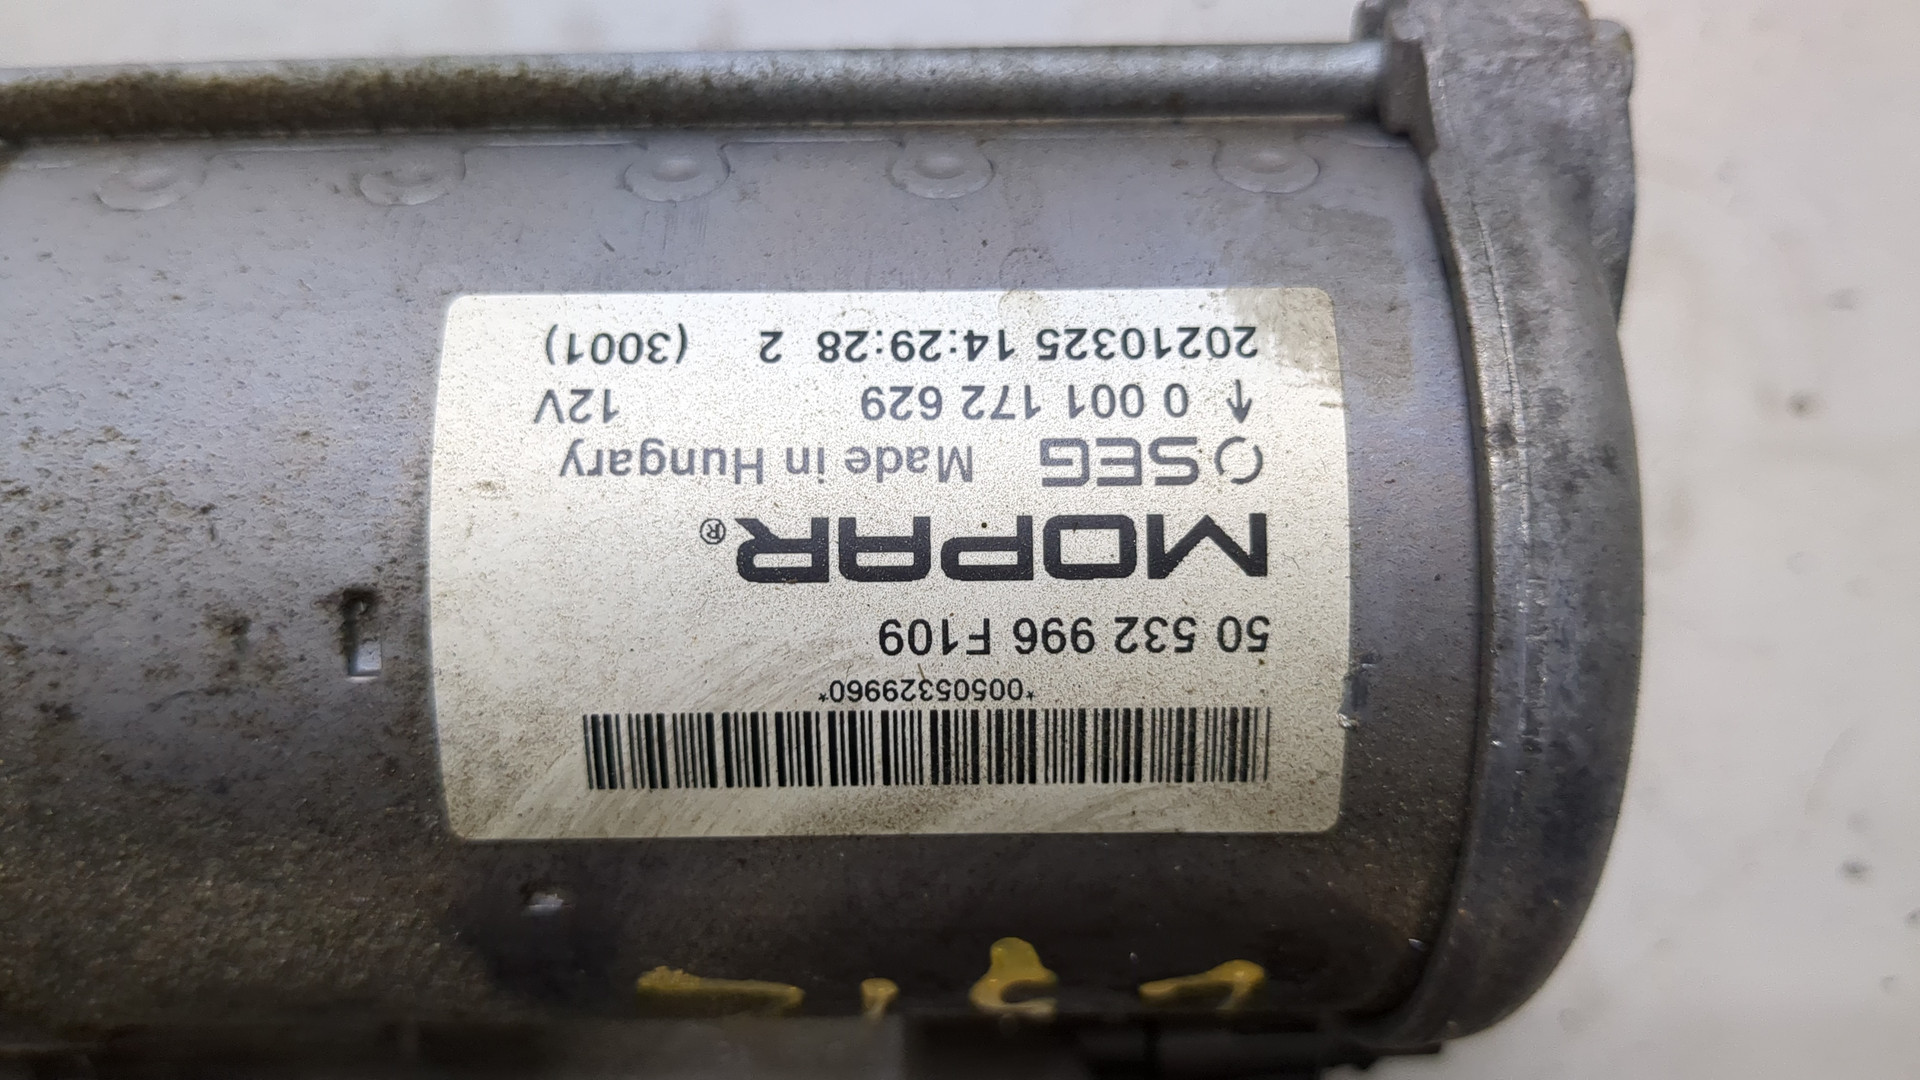 *00505329960*
50 532 996 F109
MOPAR®
SEG Made in Hungary
↑ 0 001 172 629 12V
20210325 14:29:28 2 (3001)